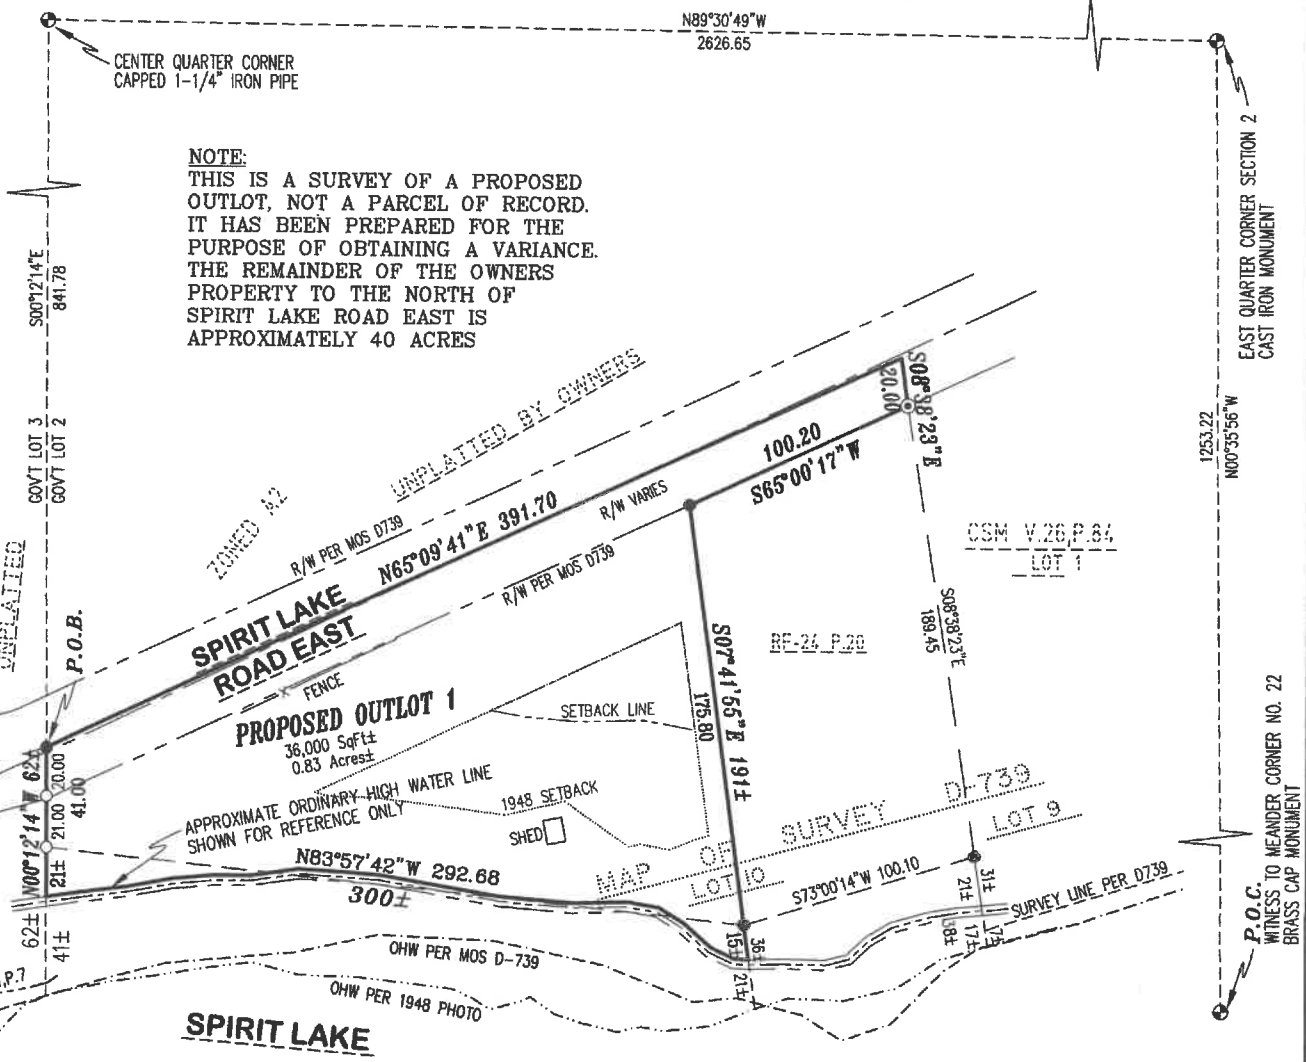 N89°30'49"W
2626.65
CENTER QUARTER CORNER
CAPPED 1-1/4" IRON PIPE
EAST QUARTER CORNER SECTION 2
CAST IRON MONUMENT
NOTE:
THIS IS A SURVEY OF A PROPOSED
OUTLOT, NOT A PARCEL OF RECORD.
IT HAS BEEN PREPARED FOR THE
PURPOSE OF OBTAINING A VARIANCE.
THE REMAINDER OF THE OWNERS
PROPERTY TO THE NORTH OF
SPIRIT LAKE ROAD EAST IS
APPROXIMATELY 40 ACRES
S00°12'14"E
841.78
GOV'T LOT 3
GOV'T LOT 2
UNPLATTED
UNPLATTED BY OWNERS
R/W PER MOS D739
N65°09'41"E 391.70
R/W VARIES
R/W PER MOS D739
100.20
S65°00'17"W
S08°38'23"E
20.00
1253.22
N00°35'56"W
CSM V.26,P.84
LOT 1
S08°38'23"E
189.45
RF-24 P.20
SPIRIT LAKE
ROAD EAST
FENCE
P.O.B.
PROPOSED OUTLOT 1
36,000 SqFt±
0.83 Acres±
SETBACK LINE
S07°41'55"E 191±
175.80
N00°12'14"W 62±
20.00
21.00
41.00
21±
APPROXIMATE ORDINARY HIGH WATER LINE
SHOWN FOR REFERENCE ONLY
1948 SETBACK
SHED
MAP OF SURVEY D-739
LOT 9
LOT 10
N83°57'42"W 292.68
300±
S73°00'14"W 100.10
SURVEY LINE PER D739
31±
21±
38±
17±
7±
15±
36±
21±
62±
41±
OHW PER MOS D-739
OHW PER 1948 PHOTO
P.7
SPIRIT LAKE
P.O.C.
WITNESS TO MEANDER CORNER NO. 22
BRASS CAP MONUMENT